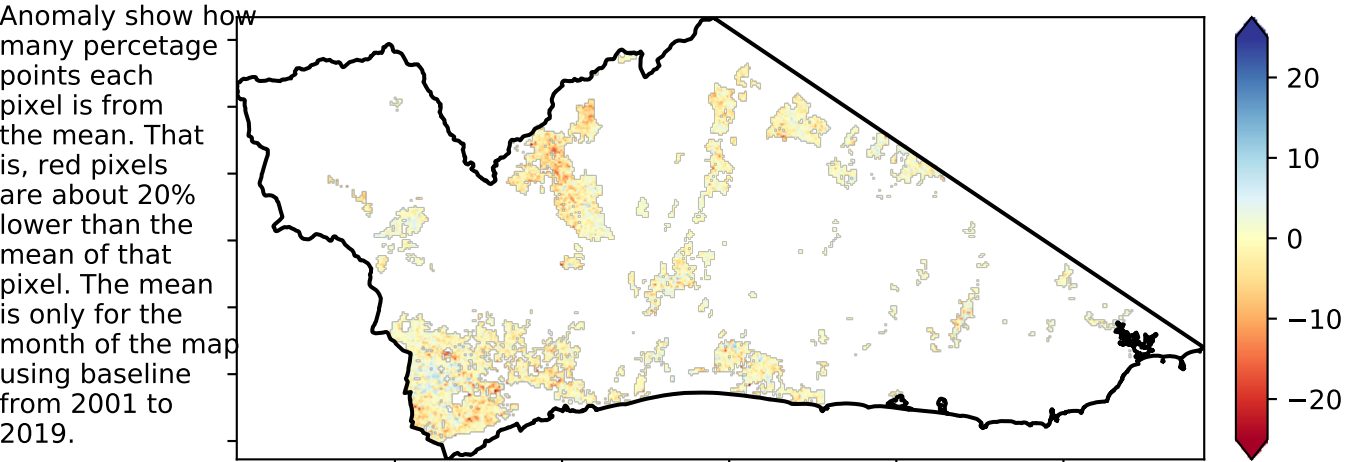 Anomaly show how
many percetage
points each
pixel is from
the mean. That
is, red pixels
are about 20%
lower than the
mean of that
pixel. The mean
is only for the
month of the map
using baseline
from 2001 to
2019.
20
10
0
−10
−20